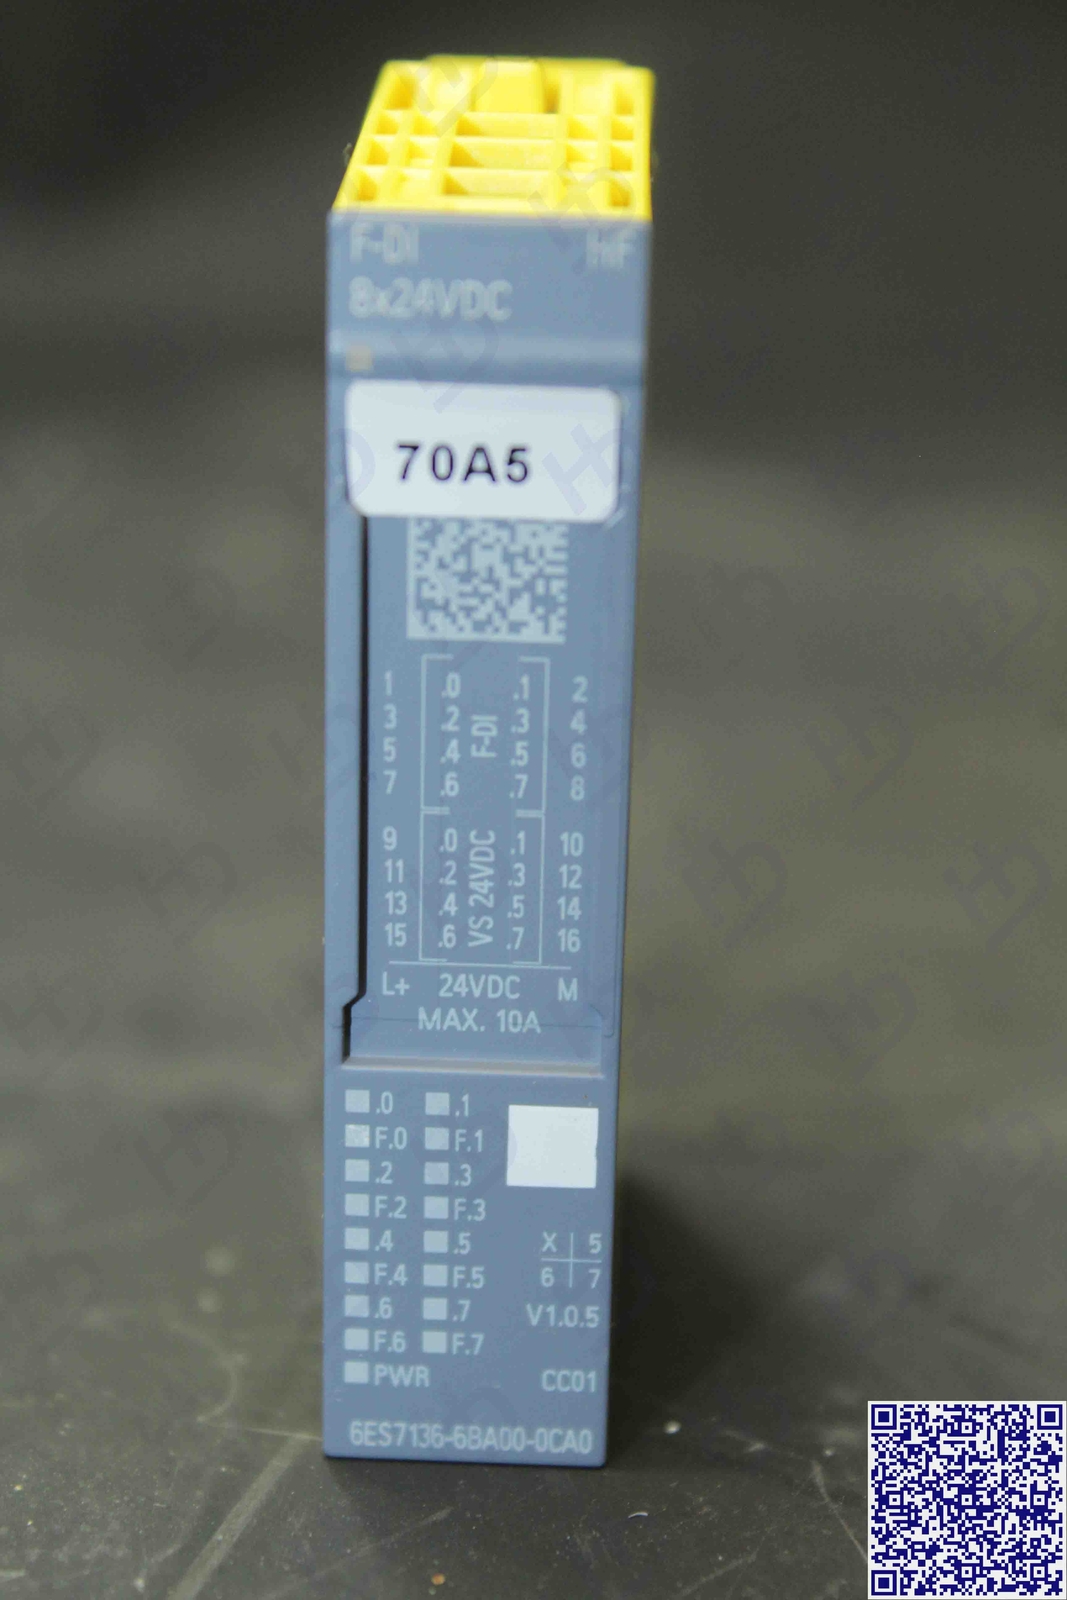 F-DI HF
8x24VDC
70A5
1 .0 .1 2
3 .2 .3 4
5 .4 .5 6
7 .6 .7 8
F-DI
9 .0 .1 10
11 .2 .3 12
13 .4 .5 14
15 .6 .7 16
VS 24VDC
L+ 24VDC M
MAX. 10A
.0 .1
F.0 F.1
.2 .3
F.2 F.3
.4 .5
F.4 F.5
.6 .7
F.6 F.7
PWR
X 5
6 7
V1.0.5
CC01
6ES7136-6BA00-0CA0